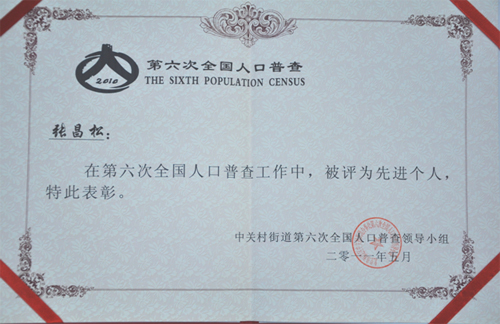 第六次全国人口普查
THE SIXTH POPULATION CENSUS
2010
张昌松：
在第六次全国人口普查工作中，被评为先进个人，
特此表彰。
中关村街道第六次全国人口普查领导小组
二零一一年五月